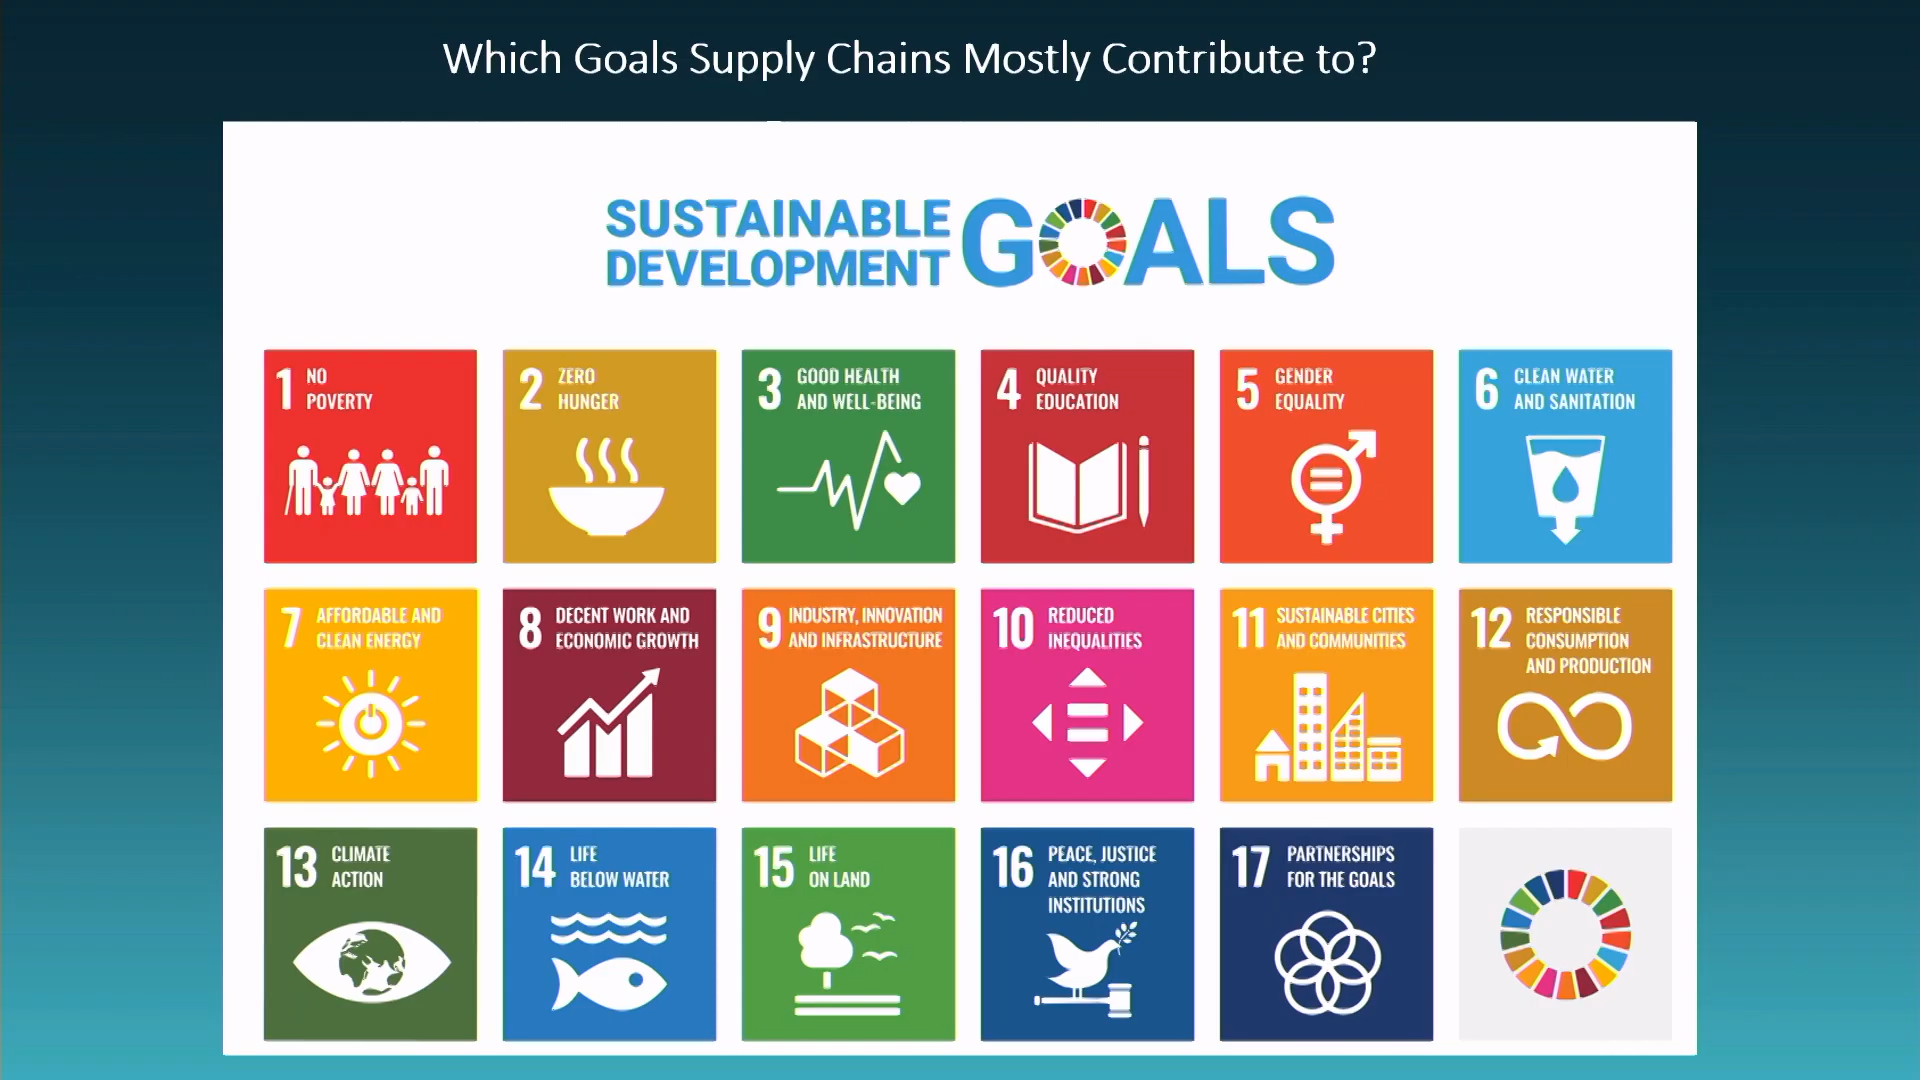 Which Goals Supply Chains Mostly Contribute to?
SUSTAINABLE
DEVELOPMENT
GOALS
1 NO
POVERTY
2 ZERO
HUNGER
3 GOOD HEALTH
AND WELL-BEING
4 QUALITY
EDUCATION
5 GENDER
EQUALITY
6 CLEAN WATER
AND SANITATION
7 AFFORDABLE AND
CLEAN ENERGY
8 DECENT WORK AND
ECONOMIC GROWTH
9 INDUSTRY, INNOVATION
AND INFRASTRUCTURE
10 REDUCED
INEQUALITIES
11 SUSTAINABLE CITIES
AND COMMUNITIES
12 RESPONSIBLE
CONSUMPTION
AND PRODUCTION
13 CLIMATE
ACTION
14 LIFE
BELOW WATER
15 LIFE
ON LAND
16 PEACE, JUSTICE
AND STRONG
INSTITUTIONS
17 PARTNERSHIPS
FOR THE GOALS